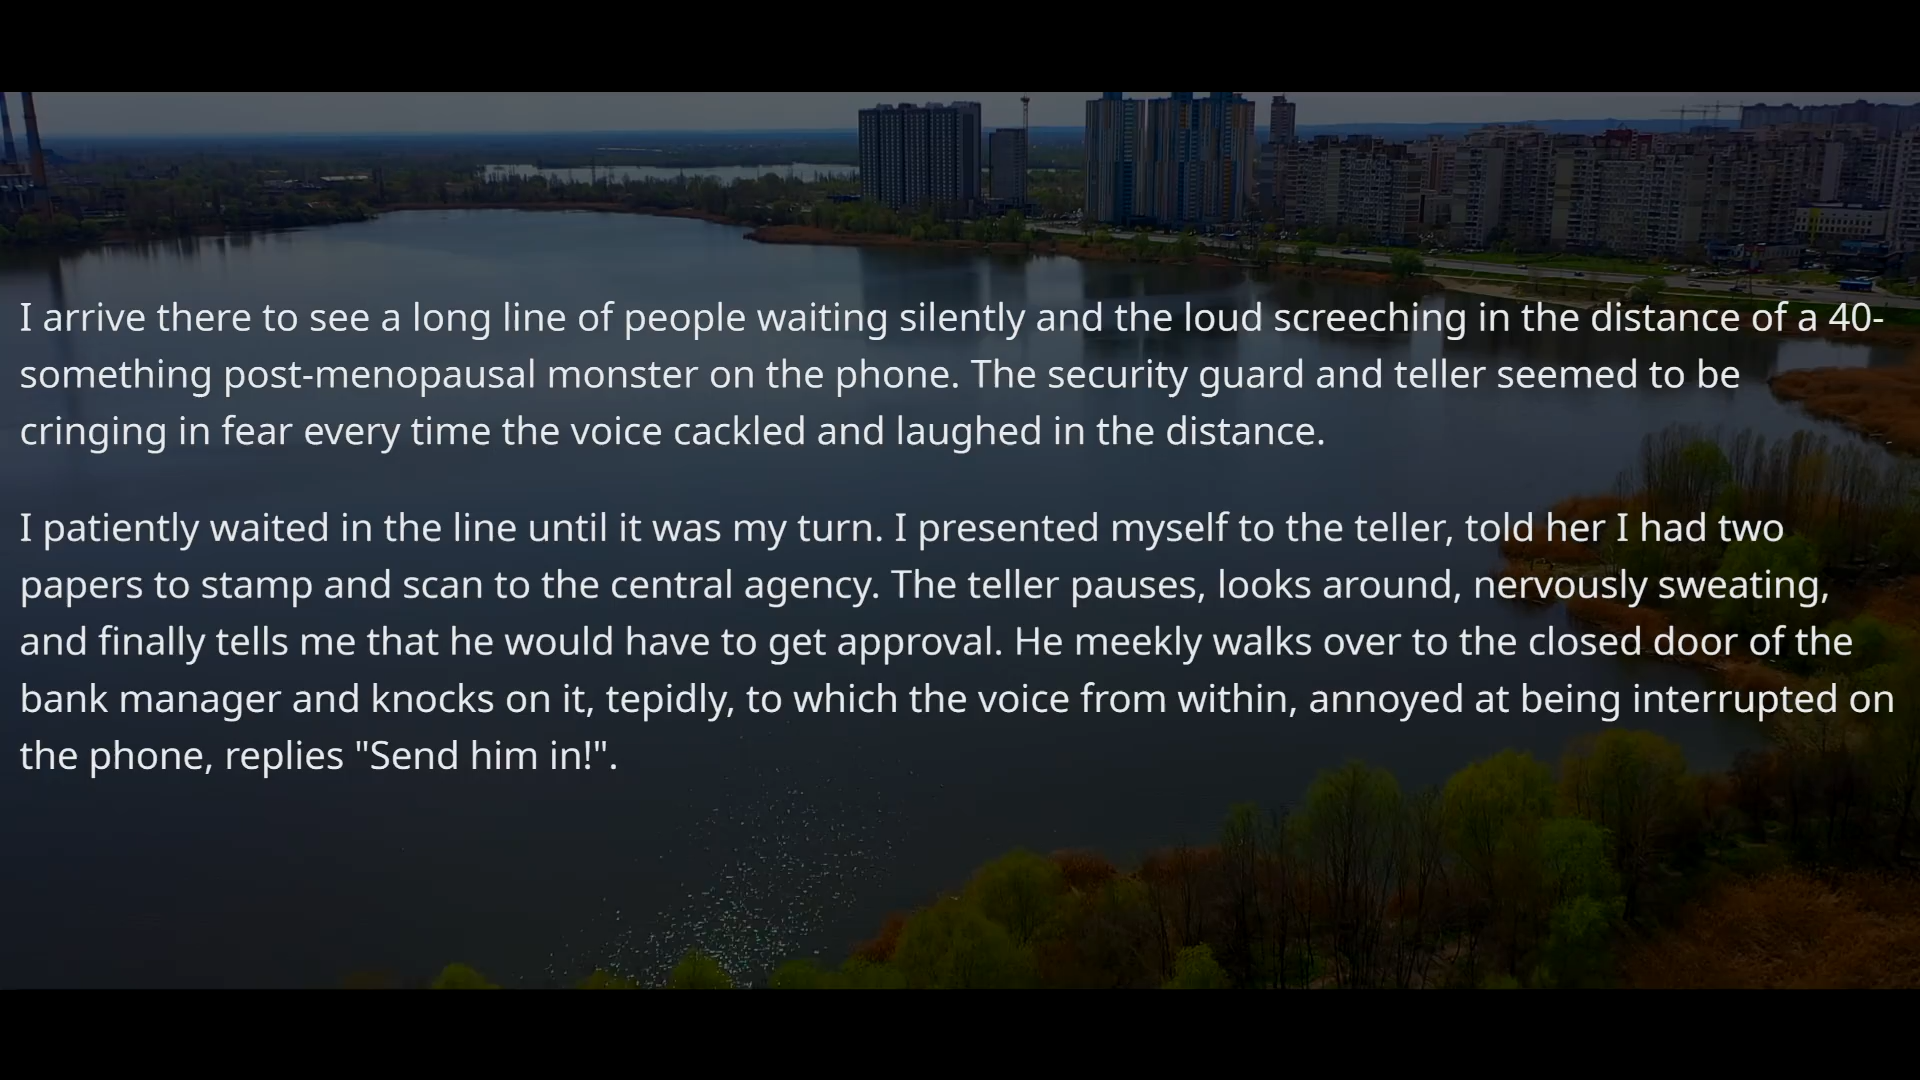 I arrive there to see a long line of people waiting silently and the loud screeching in the distance of a 40-
something post-menopausal monster on the phone. The security guard and teller seemed to be
cringing in fear every time the voice cackled and laughed in the distance.
I patiently waited in the line until it was my turn. I presented myself to the teller, told her I had two
papers to stamp and scan to the central agency. The teller pauses, looks around, nervously sweating,
and finally tells me that he would have to get approval. He meekly walks over to the closed door of the
bank manager and knocks on it, tepidly, to which the voice from within, annoyed at being interrupted on
the phone, replies "Send him in!".